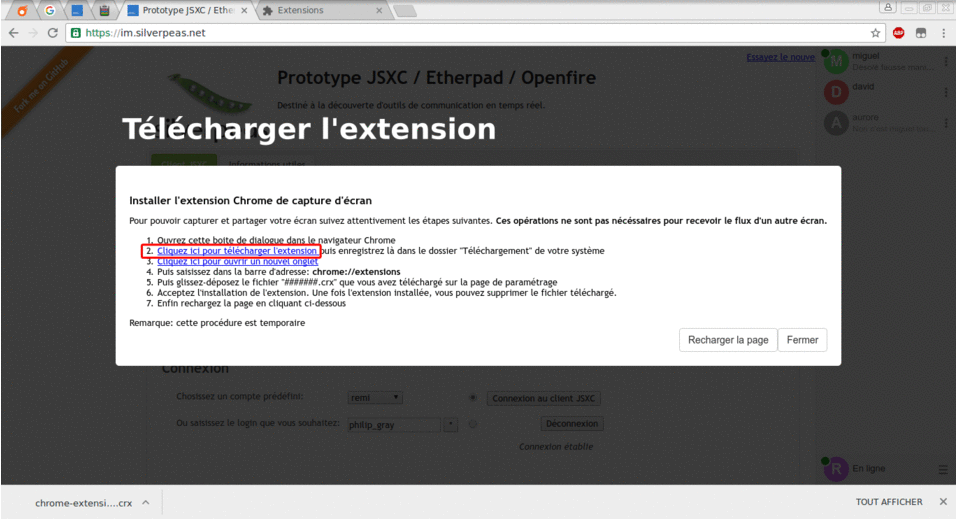 Prototype JSXC / Ether
Extensions
https://im.silverpeas.net
Fork me on GitHub
Essayez le nouve
Prototype JSXC / Etherpad / Openfire
Destiné à la découverte d'outils de communication en temps réel.
miguel
david
aurore
Télécharger l'extension
Client JSXC
Informations utiles
Installer l'extension Chrome de capture d'écran
Pour pouvoir capturer et partager votre écran suivez attentivement les étapes suivantes. Ces opérations ne sont pas nécéssaires pour recevoir le flux d'un autre écran.
1. Ouvrez cette boite de dialogue dans le navigateur Chrome
2. Cliquez ici pour télécharger l'extension puis enregistrez là dans le dossier "Téléchargement" de votre système
3. Cliquez ici pour ouvrir un nouvel onglet
4. Puis saisissez dans la barre d'adresse: chrome://extensions
5. Puis glissez-déposez le fichier "#######.crx" que vous avez téléchargé sur la page de paramétrage
6. Acceptez l'installation de l'extension. Une fois l'extension installée, vous pouvez supprimer le fichier téléchargé.
7. Enfin rechargez la page en cliquant ci-dessous
Remarque: cette procédure est temporaire
Recharger la page
Fermer
Connexion
Choisissez un compte prédefini:
remi
Connexion au client JSXC
Ou saisissez le login que vous souhaitez:
philip_gray
*
Déconnexion
Connexion établie
R
En ligne
chrome-extensi....crx
TOUT AFFICHER